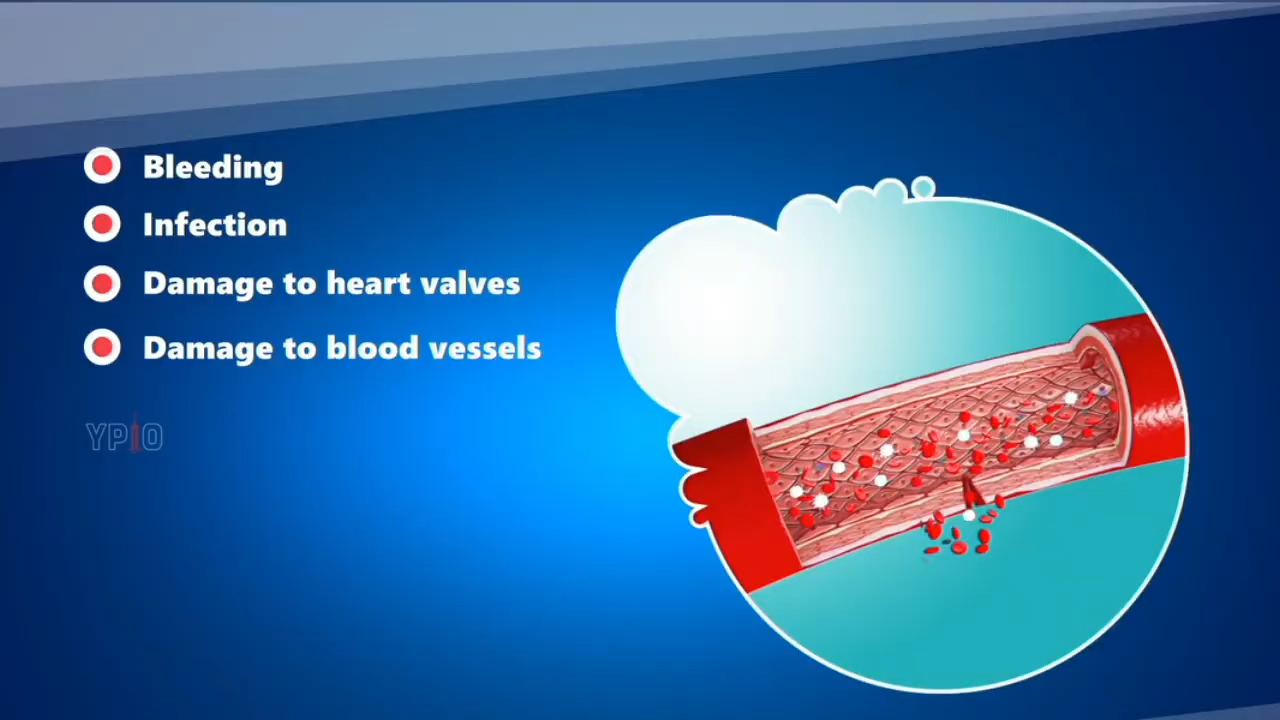 Bleeding
Infection
Damage to heart valves
Damage to blood vessels
YPIO